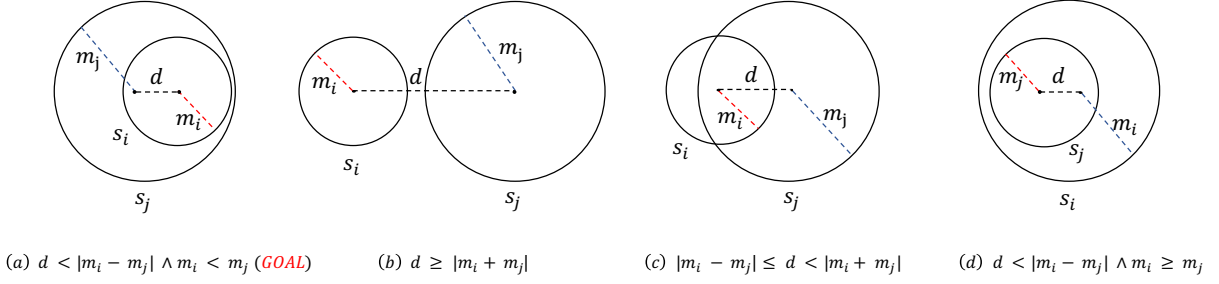 m_j d m_i s_i s_j
m_i d m_j s_i s_j
d m_i m_j s_i s_j
m_j d m_i s_j s_i
(a) d < |m_i − m_j| ∧ m_i < m_j (GOAL)
(b) d ≥ |m_i + m_j|
(c) |m_i − m_j| ≤ d < |m_i + m_j|
(d) d < |m_i − m_j| ∧ m_i ≥ m_j